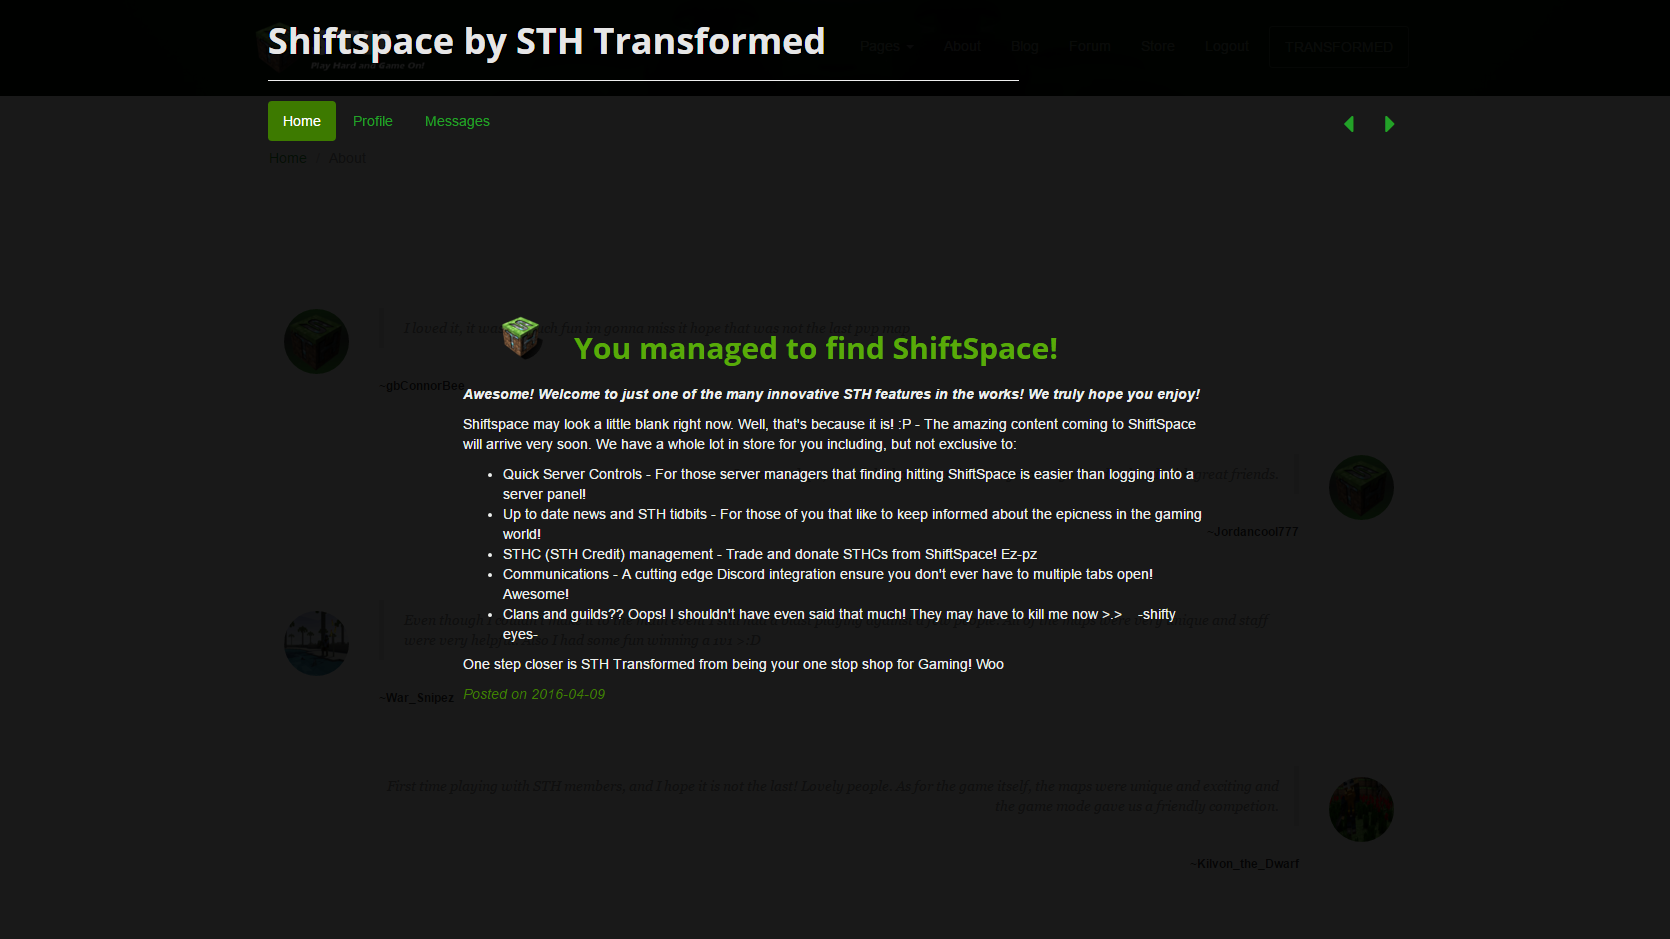 Shiftspace by STH Transformed
Pages About Blog Forum Store Logout TRANSFORMED
Play Hard and Game On!
Home Profile Messages
Home / About
I loved it, it was fun im gonna miss it hope that was not the last pvp map
You managed to find ShiftSpace!
~gbConnorBee
Awesome! Welcome to just one of the many innovative STH features in the works! We truly hope you enjoy!
Shiftspace may look a little blank right now. Well, that's because it is! :P - The amazing content coming to ShiftSpace
will arrive very soon. We have a whole lot in store for you including, but not exclusive to:
• Quick Server Controls - For those server managers that finding hitting ShiftSpace is easier than logging into a
server panel!
great friends.
• Up to date news and STH tidbits - For those of you that like to keep informed about the epicness in the gaming
world!
~Jordancool777
• STHC (STH Credit) management - Trade and donate STHCs from ShiftSpace! Ez-pz
• Communications - A cutting edge Discord integration ensure you don't ever have to multiple tabs open!
Awesome!
• Clans and guilds?? Oops! I shouldn't have even said that much! They may have to kill me now >.> -shifty
eyes-
Even though and staff
were very had some fun winning a 1v1 >:D
One step closer is STH Transformed from being your one stop shop for Gaming! Woo
~War_Snipez
Posted on 2016-04-09
First time playing with STH members, and I hope it is not the last! Lovely people. As for the game itself, the maps were unique and exciting and
the game mode gave us a friendly competion.
~Kilvon_the_Dwarf